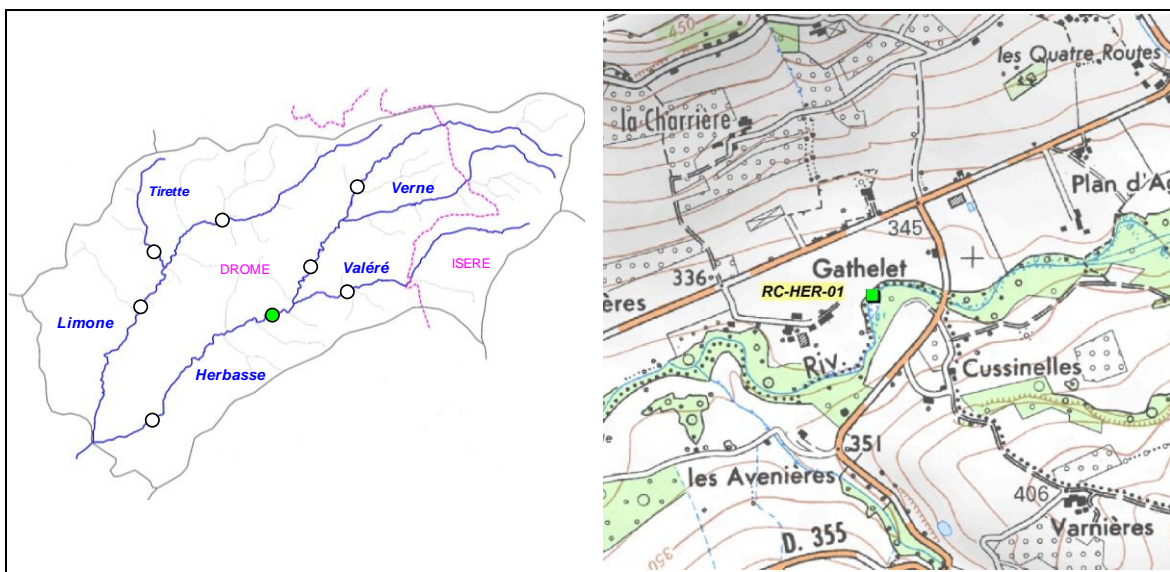 Tirette
Verne
DROME
Valéré
ISERE
Limone
Herbasse
450
les Quatre Routes
la Charrière
Plan d'Ag
345
336
Gathelet
RC-HER-01
ères
Riv.
Cussinelles
351
les Avenières
406
Varnières
D. 355
350